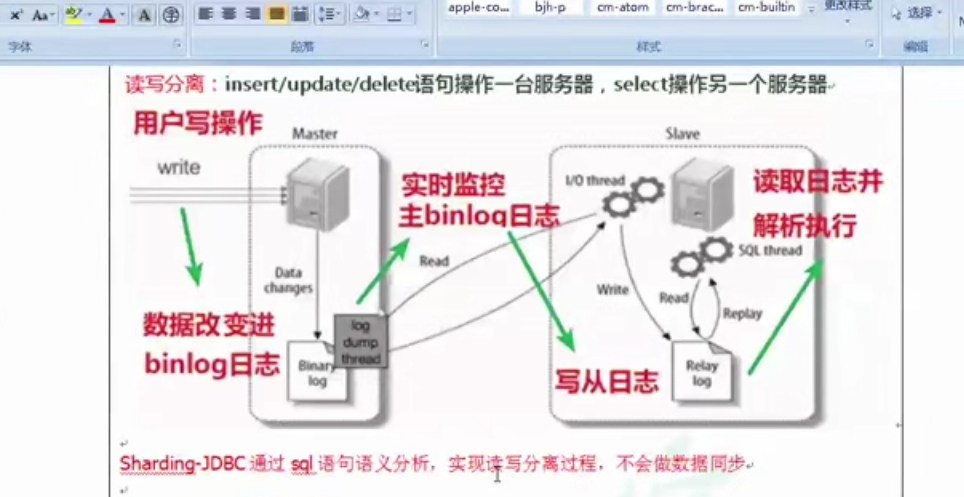 apple-co...
bjh-p
cm-atom
cm-brac...
cm-builtin
更改样式
选择
字体
段落
样式
编辑
读写分离：insert/update/delete语句操作一台服务器，select操作另一个服务器
用户写操作
Master
Slave
write
实时监控
主binlog日志
I/O thread
读取日志并
解析执行
SQL thread
Data
changes
Read
Write
Read
Replay
数据改变进
binlog日志
log
dump
thread
Binary
log
写从日志
Relay
log
Sharding-JDBC 通过 sql 语句语义分析，实现读写分离过程，不会做数据同步